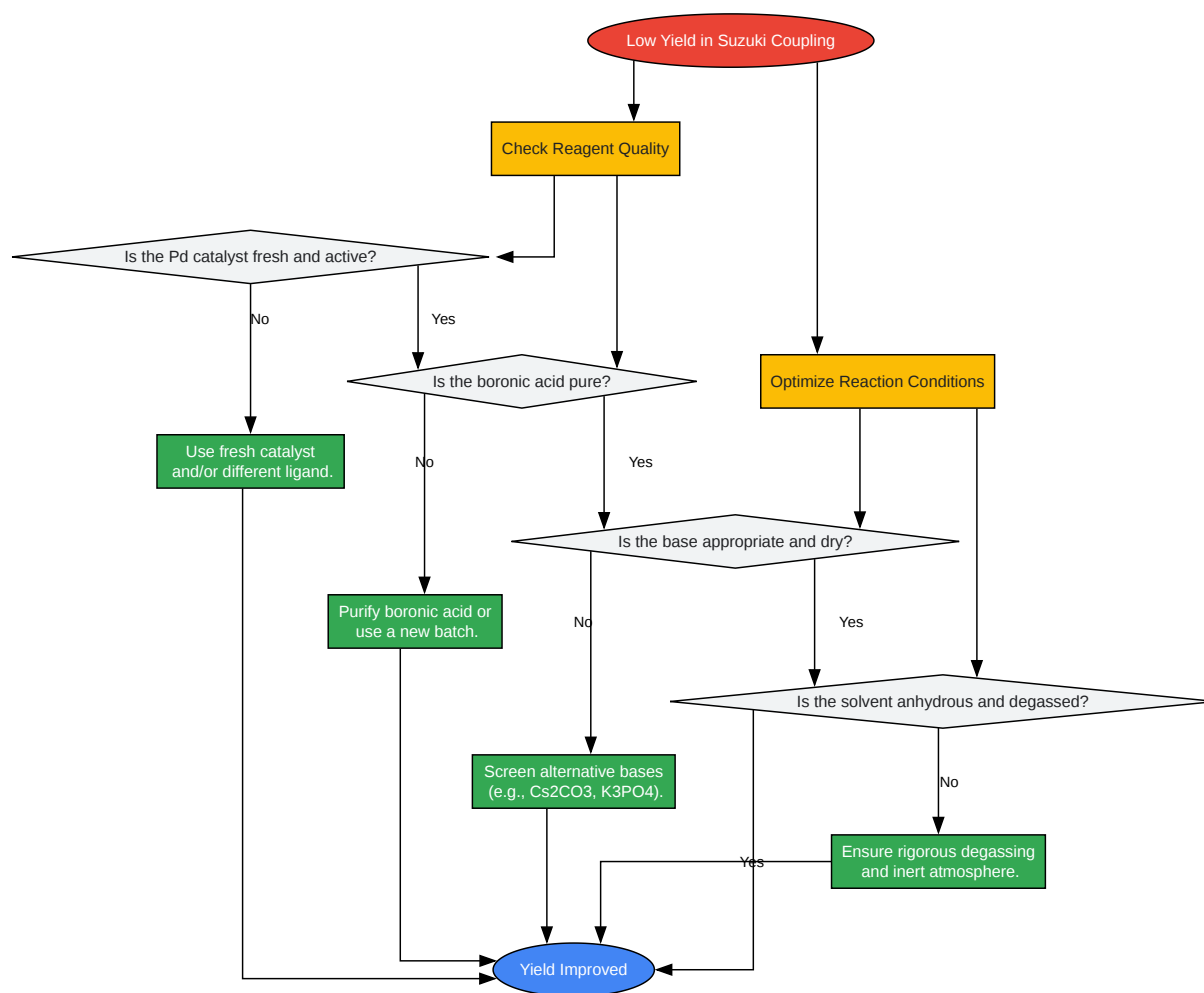 Low Yield in Suzuki Coupling
Check Reagent Quality
Is the Pd catalyst fresh and active?
No
Yes
Is the boronic acid pure?
Optimize Reaction Conditions
Use fresh catalyst
and/or different ligand.
No
Yes
Is the base appropriate and dry?
Purify boronic acid or
use a new batch.
No
Yes
Is the solvent anhydrous and degassed?
Screen alternative bases
(e.g., Cs2CO3, K3PO4).
No
Yes
Ensure rigorous degassing
and inert atmosphere.
Yield Improved